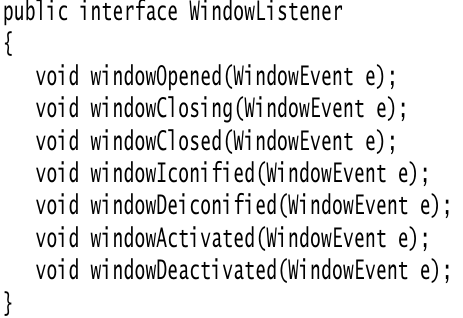 public interface WindowListener
{
void windowOpened(WindowEvent e);
void windowClosing(WindowEvent e);
void windowClosed(WindowEvent e);
void windowIconified(WindowEvent e);
void windowDeiconified(WindowEvent e);
void windowActivated(WindowEvent e);
void windowDeactivated(WindowEvent e);
}